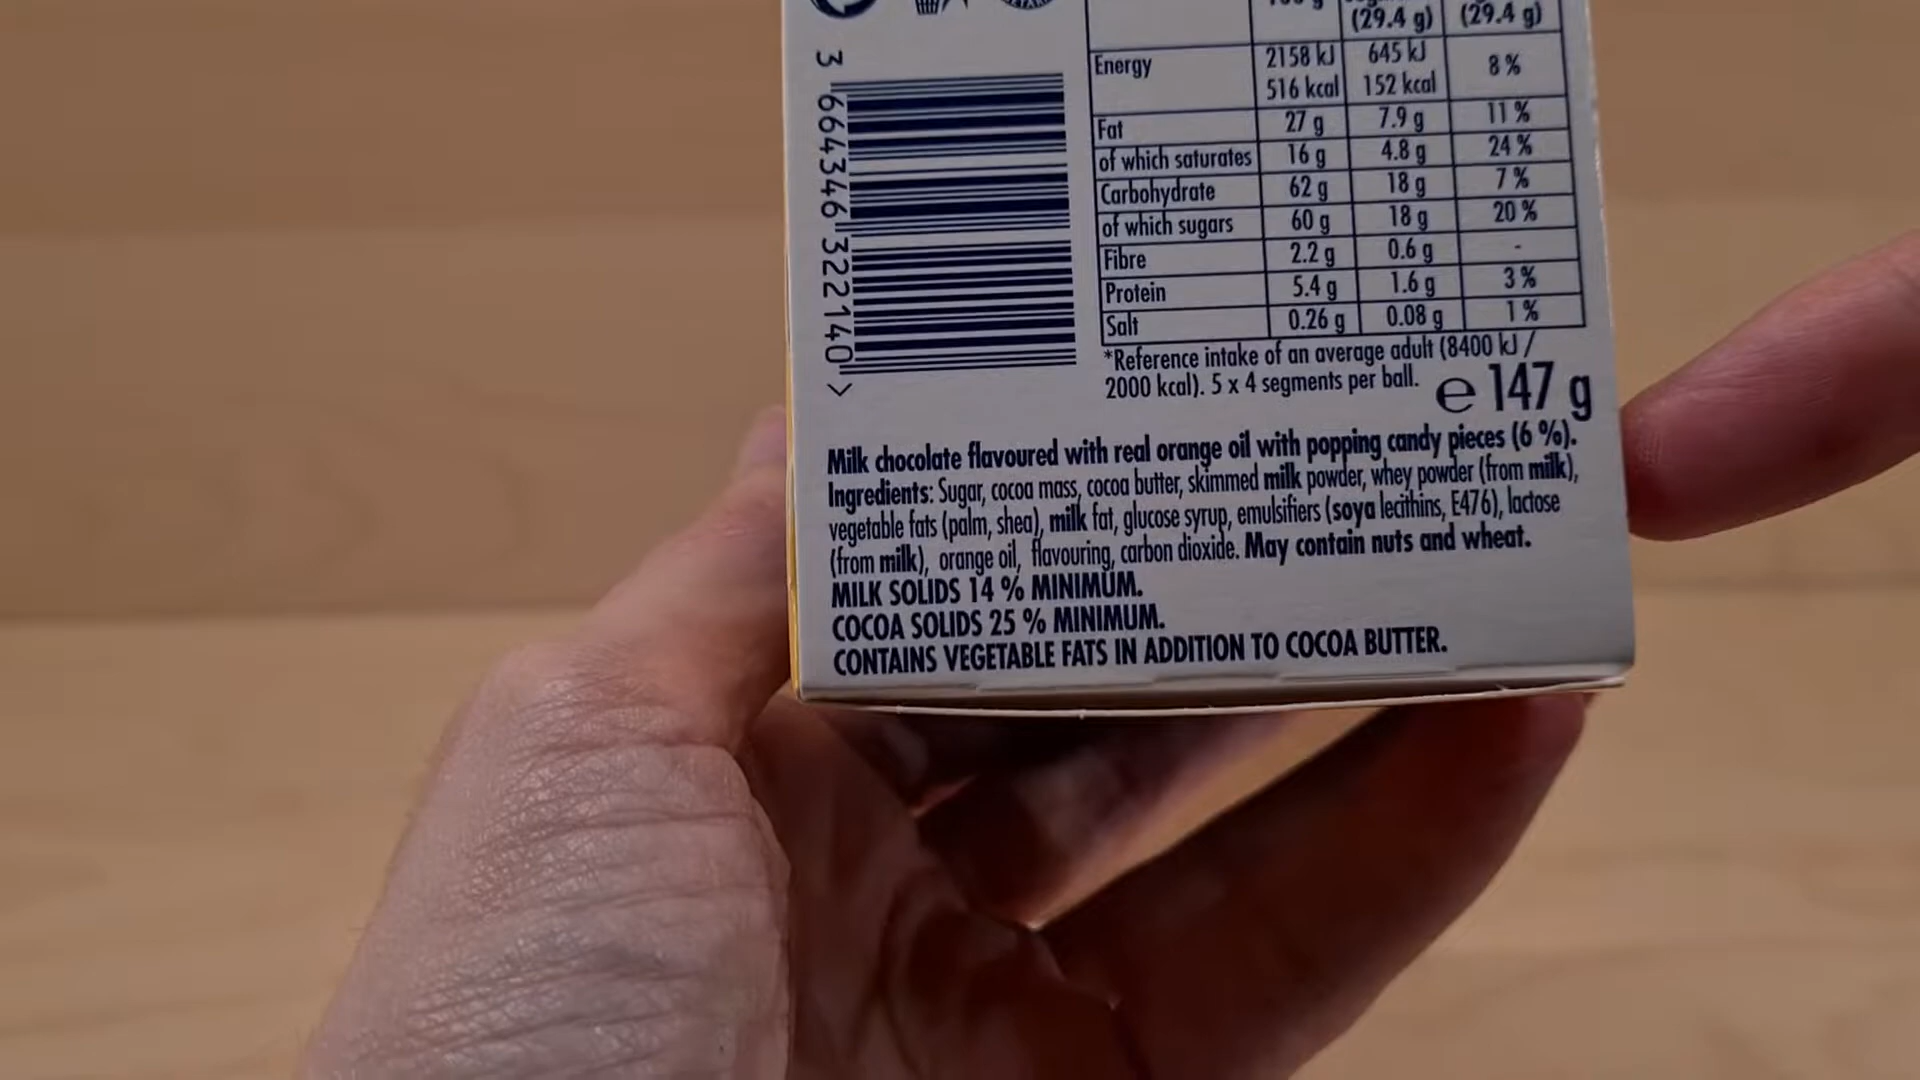 (29.4 g) (29.4 g)
Energy 2158 kJ 645 kJ 8 %
516 kcal 152 kcal
Fat 27 g 7.9 g 11 %
of which saturates 16 g 4.8 g 24 %
Carbohydrate 62 g 18 g 7 %
of which sugars 60 g 18 g 20 %
Fibre 2.2 g 0.6 g -
Protein 5.4 g 1.6 g 3 %
Salt 0.26 g 0.08 g 1 %
*Reference intake of an average adult (8400 kJ /
2000 kcal). 5 x 4 segments per ball.
e 147 g
3 664346 322140 >
Milk chocolate flavoured with real orange oil with popping candy pieces (6 %).
Ingredients: Sugar, cocoa mass, cocoa butter, skimmed milk powder, whey powder (from milk),
vegetable fats (palm, shea), milk fat, glucose syrup, emulsifiers (soya lecithins, E476), lactose
(from milk), orange oil, flavouring, carbon dioxide. May contain nuts and wheat.
MILK SOLIDS 14 % MINIMUM.
COCOA SOLIDS 25 % MINIMUM.
CONTAINS VEGETABLE FATS IN ADDITION TO COCOA BUTTER.